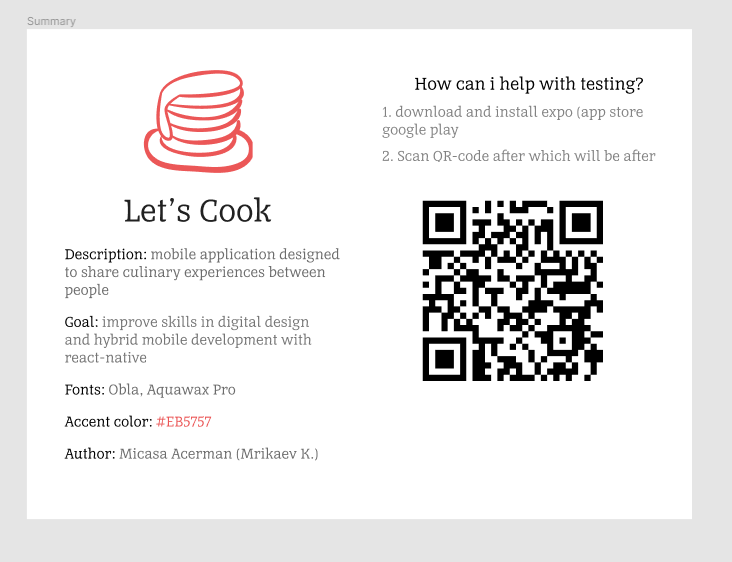 Summary
Let's Cook
Description: mobile application designed
to share culinary experiences between
people
Goal: improve skills in digital design
and hybrid mobile development with
react-native
Fonts: Obla, Aquawax Pro
Accent color: #EB5757
Author: Micasa Acerman (Mrikaev K.)
How can i help with testing?
1. download and install expo (app store
google play
2. Scan QR-code after which will be after